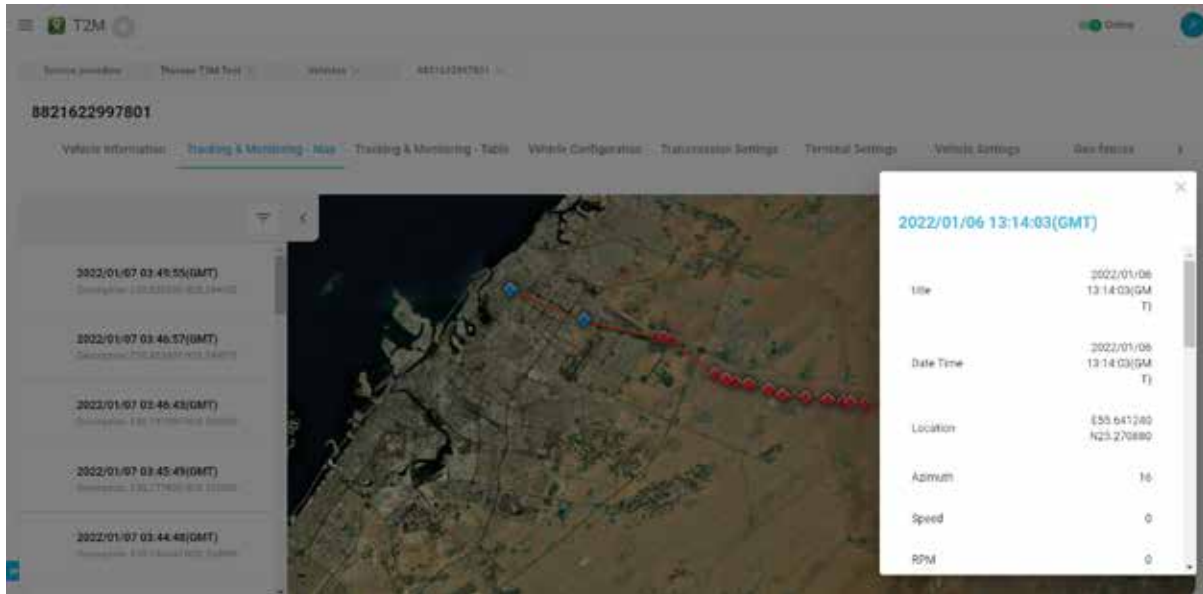 T2M
Online
Service providers
Vehicles
8821622997801
8821622997801
Vehicle Information
Tracking & Monitoring - Map
Tracking & Monitoring - Table
Vehicle Configuration
Transmission Settings
Terminal Settings
Vehicle Settings
Geo fences
2022/01/07 03:49:55(GMT)
2022/01/07 03:46:57(GMT)
2022/01/07 03:46:43(GMT)
2022/01/07 03:45:49(GMT)
2022/01/07 03:44:48(GMT)
2022/01/06 13:14:03(GMT)
title
2022/01/06
13:14:03(GM
T)
Date Time
2022/01/06
13:14:03(GM
T)
Location
E55.641240
N25.270880
Azimuth
16
Speed
0
RPM
0